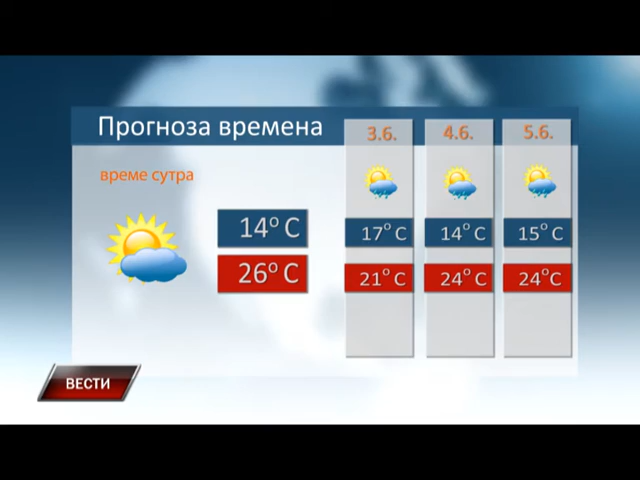 Прогноза времена
време сутра
14° C
26° C
3.6.
17° C
21° C
4.6.
14° C
24° C
5.6.
15° C
24°C
ВЕСТИ